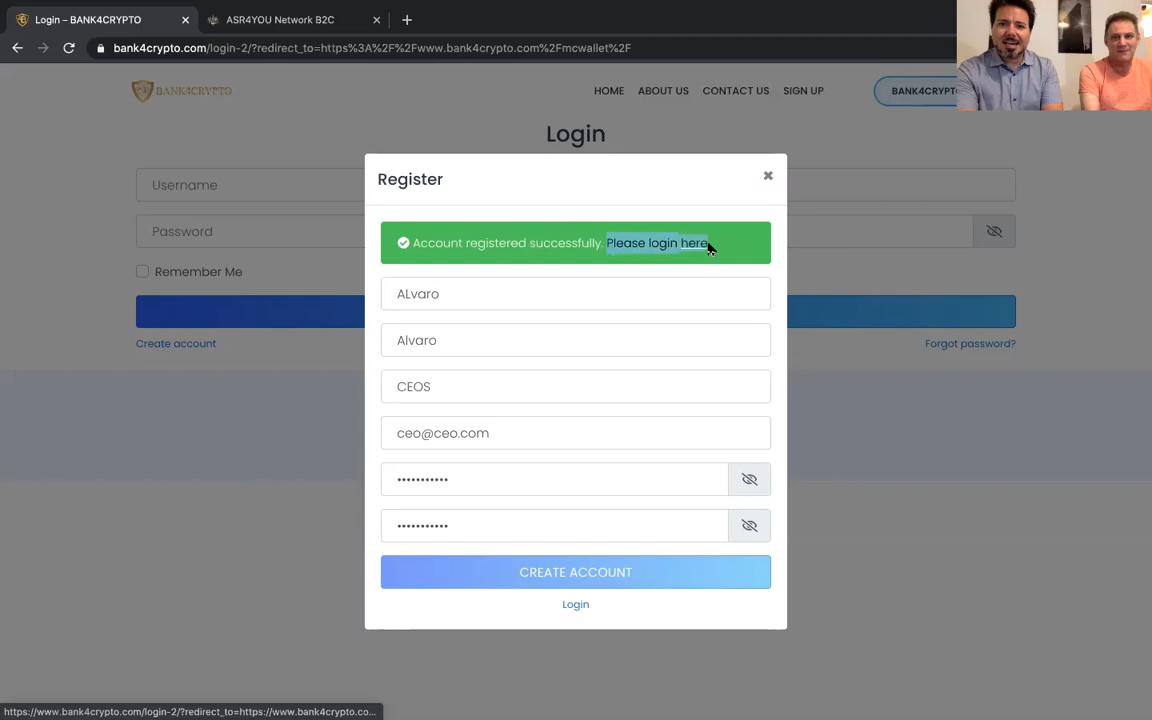 Login – BANK4CRYPTO
ASR4YOU Network B2C
bank4crypto.com/login-2/?redirect_to=https%3A%2F%2Fwww.bank4crypto.com%2Fmcwallet%2F
BANK4CRYPTO
HOME ABOUT US CONTACT US SIGN UP
BANK4CRYPTO
Login
Username
Password
Remember Me
Create account
Forgot password?
Register
Account registered successfully. Please login here
ALvaro
Alvaro
CEOS
ceo@ceo.com
•••••••••••
•••••••••••
CREATE ACCOUNT
Login
https://www.bank4crypto.com/login-2/?redirect_to=https://www.bank4crypto.co...